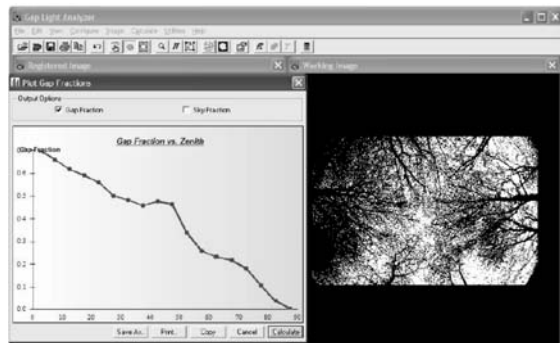 Gap Light Analyzer
File Edit View Configure Image Calculate Utilities Help
Registered Image
Working Image
Plot Gap Fractions
Output Options
Gap Fraction
Sky Fraction
Gap Fraction vs. Zenith
Gap Fraction
0.6
0.5
0.4
0.3
0.2
0.1
0.0
0 10 20 30 40 50 60 70 80 90
Save As.. Print.. Copy Cancel Calculate